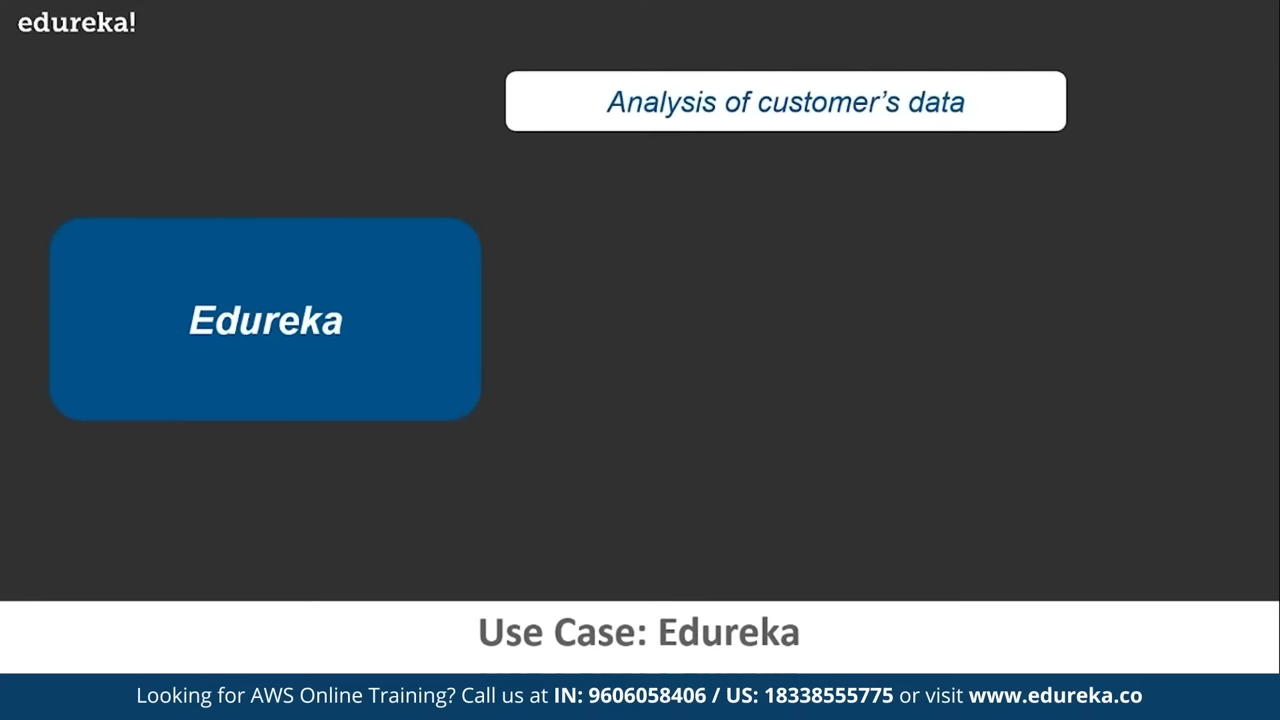 edureka!
Analysis of customer's data
Edureka
Use Case: Edureka
Looking for AWS Online Training? Call us at IN: 9606058406 / US: 18338555775 or visit www.edureka.co